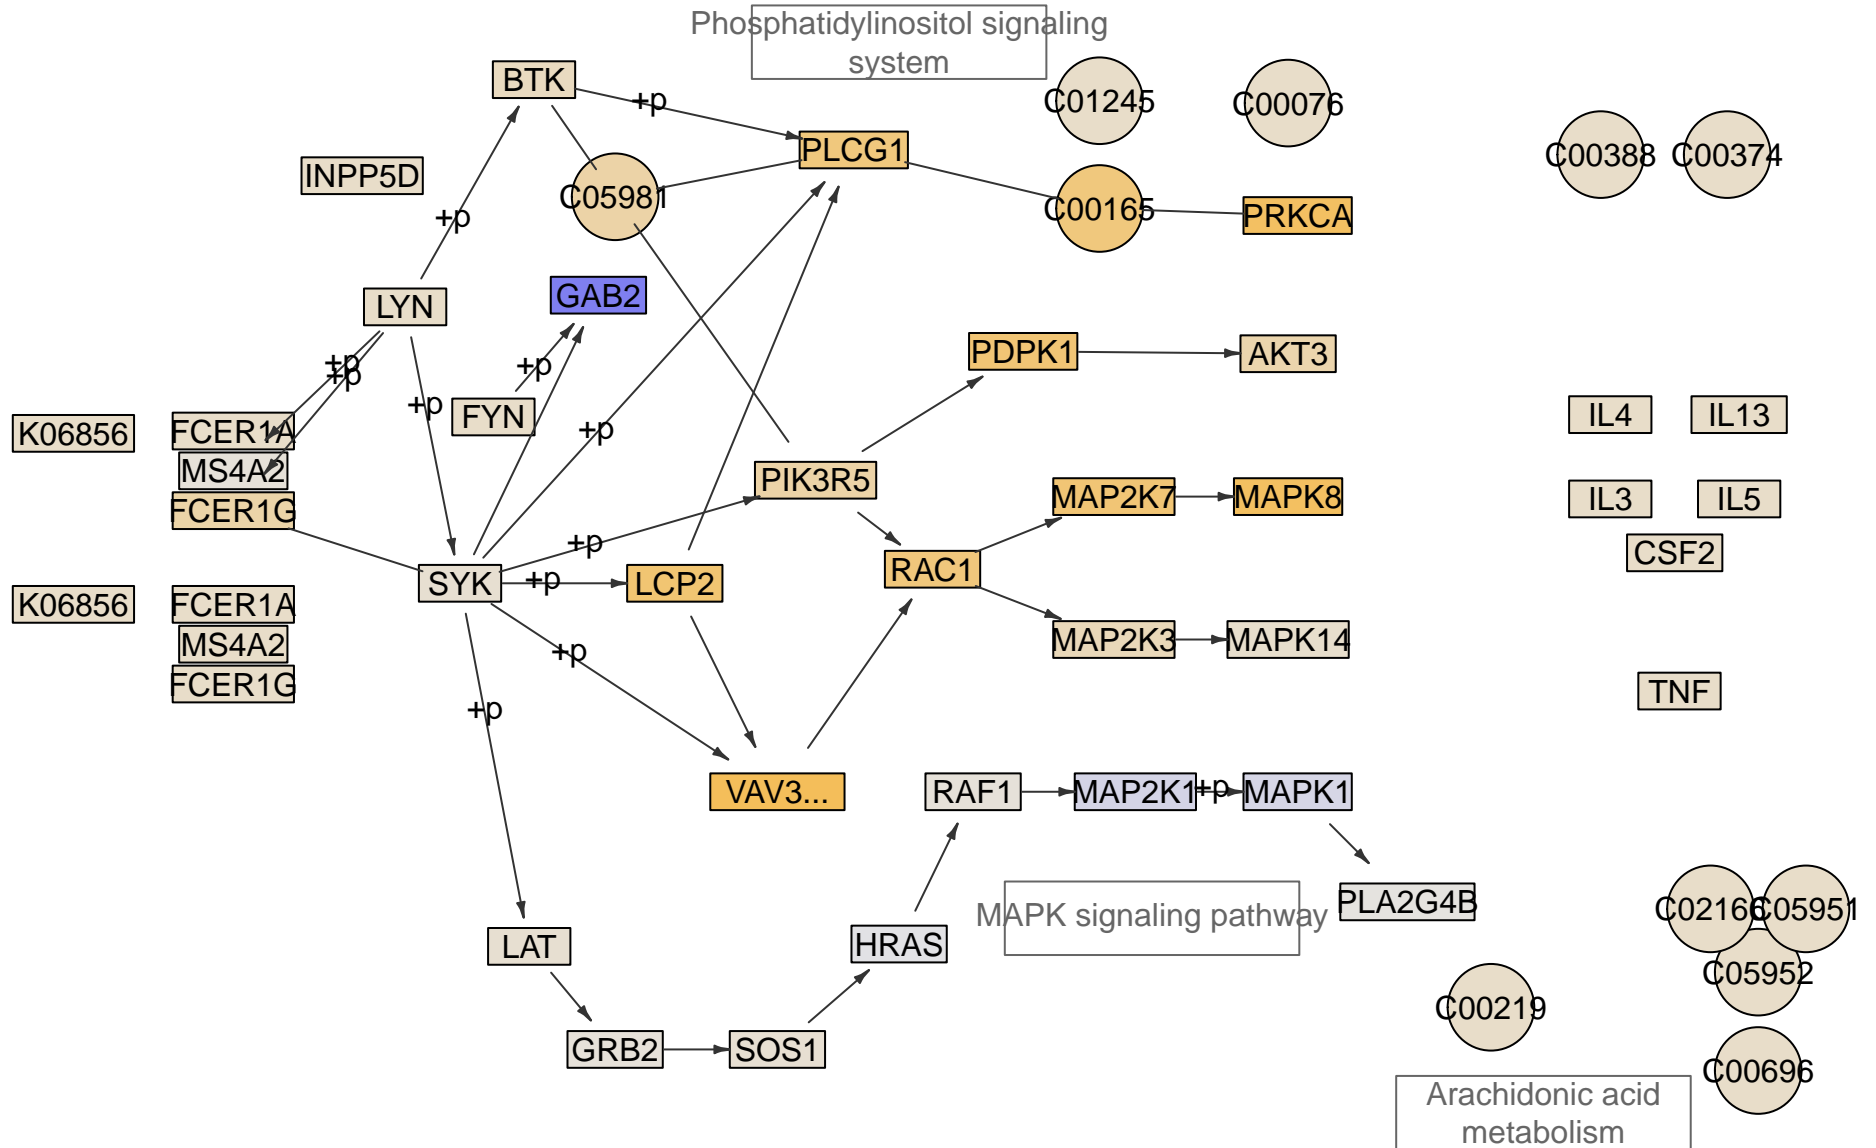 Phosphatidylinositol signaling
system
BTK
+p
C01245
C00076
PLCG1
C00388
C00374
INPP5D
C05981
C00165
PRKCA
+p
LYN
GAB2
PDPK1
AKT3
+p
+p
+p
+p
FYN
IL4
IL13
K06856
FCER1A
+p
MS4A2
PIK3R5
MAP2K7
MAPK8
IL3
IL5
FCER1G
+p
CSF2
SYK
+p
LCP2
RAC1
K06856
FCER1A
MS4A2
+p
MAP2K3
MAPK14
FCER1G
TNF
+p
VAV3...
RAF1
MAP2K1
+p
MAPK1
PLA2G4B
C02166
C05951
MAPK signaling pathway
LAT
HRAS
C05952
C00219
GRB2
SOS1
C00696
Arachidonic acid
metabolism